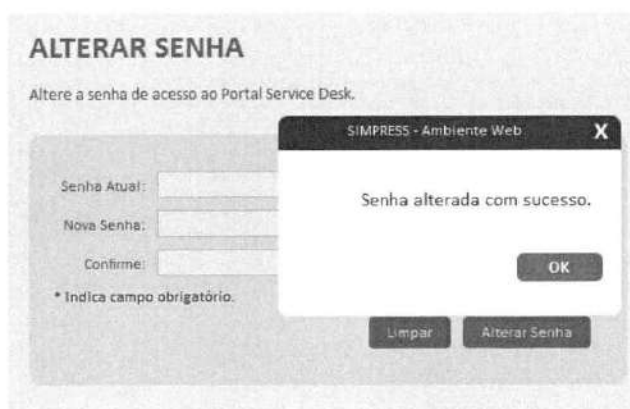 ALTERAR SENHA
Altere a senha de acesso ao Portal Service Desk.
SIMPRESS - Ambiente Web X
Senha alterada com sucesso.
OK
Senha Atual:
Nova Senha:
Confirme:
* Indica campo obrigatório.
Limpar Alterar Senha